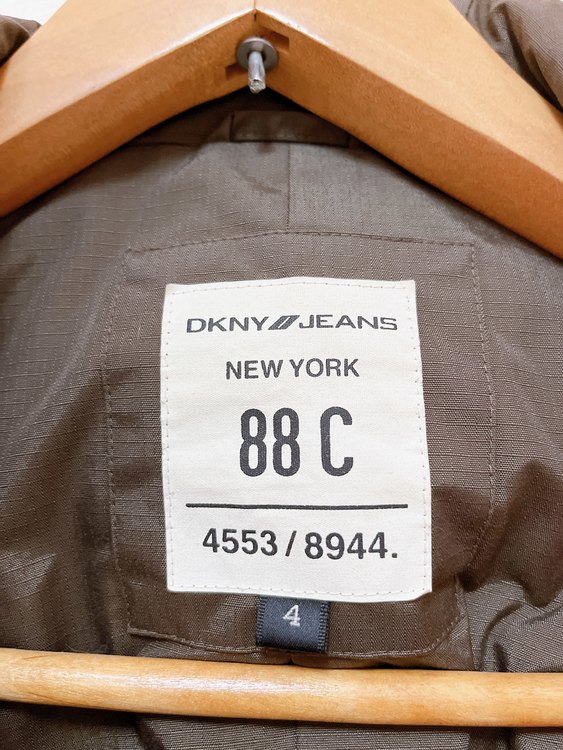 DKNY JEANS
NEW YORK
88 C
4553 / 8944.
4